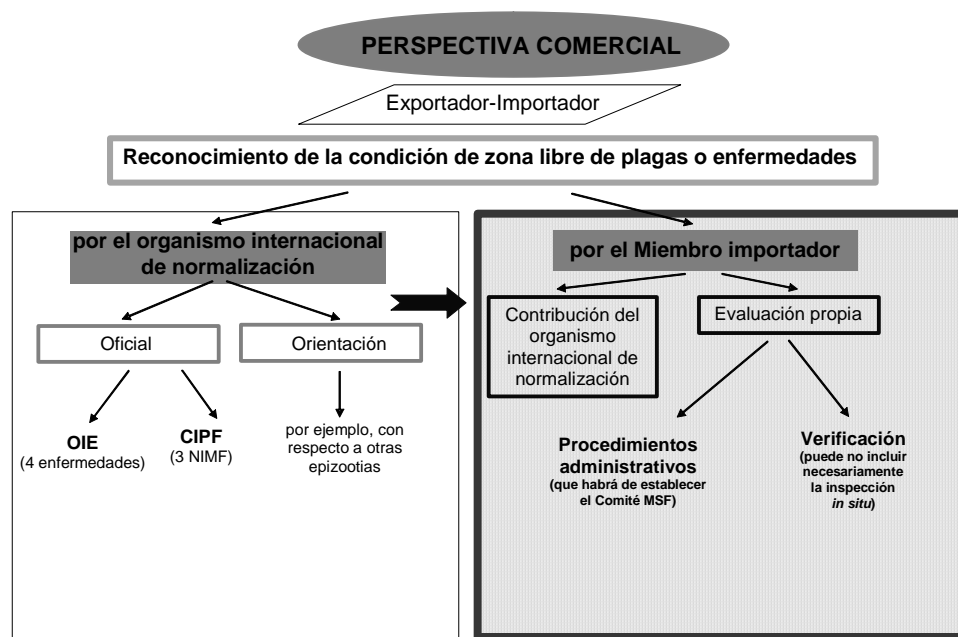 PERSPECTIVA COMERCIAL
Exportador-Importador
Reconocimiento de la condición de zona libre de plagas o enfermedades
por el organismo internacional
de normalización
Oficial
Orientación
OIE
(4 enfermedades)
CIPF
(3 NIMF)
por ejemplo, con
respecto a otras
epizootias
por el Miembro importador
Contribución del
organismo
internacional de
normalización
Evaluación propia
Procedimientos
administrativos
(que habrá de establecer
el Comité MSF)
Verificación
(puede no incluir
necesariamente
la inspección
in situ)